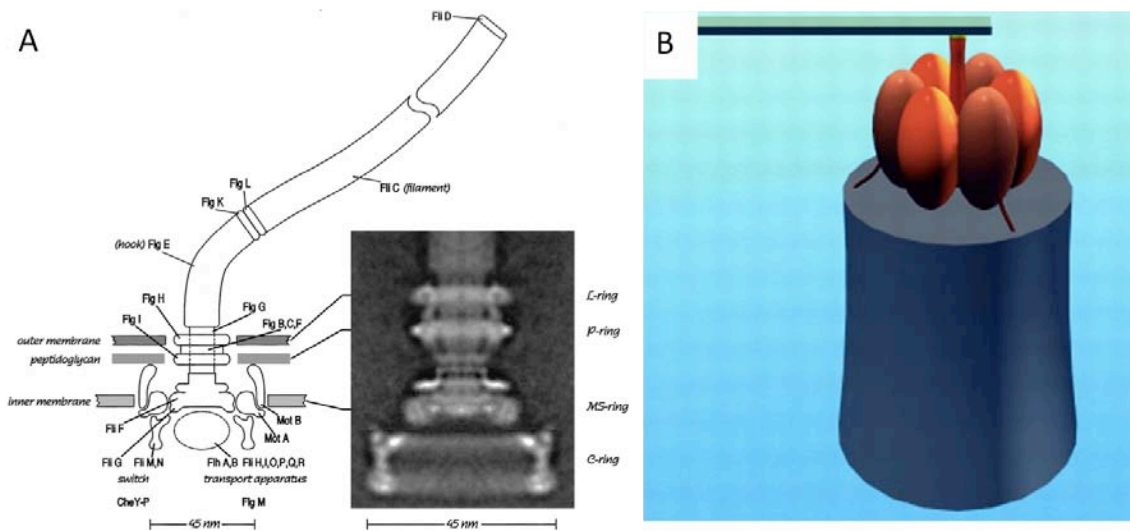 A
Fli D
Flg L
Flg K
Fli C (filament)
(hook) Flg E
Flg H
Flg G
Flg I
Flg B,C,F
outer membrane
peptidoglycan
inner membrane
Fli F
Mot B
Mot A
Fli G
Fli M,N
Flh A,B
Fli H,I,O,P,Q,R
switch
transport apparatus
CheY-P
Flg M
45 nm
L-ring
P-ring
MS-ring
C-ring
45 nm
B